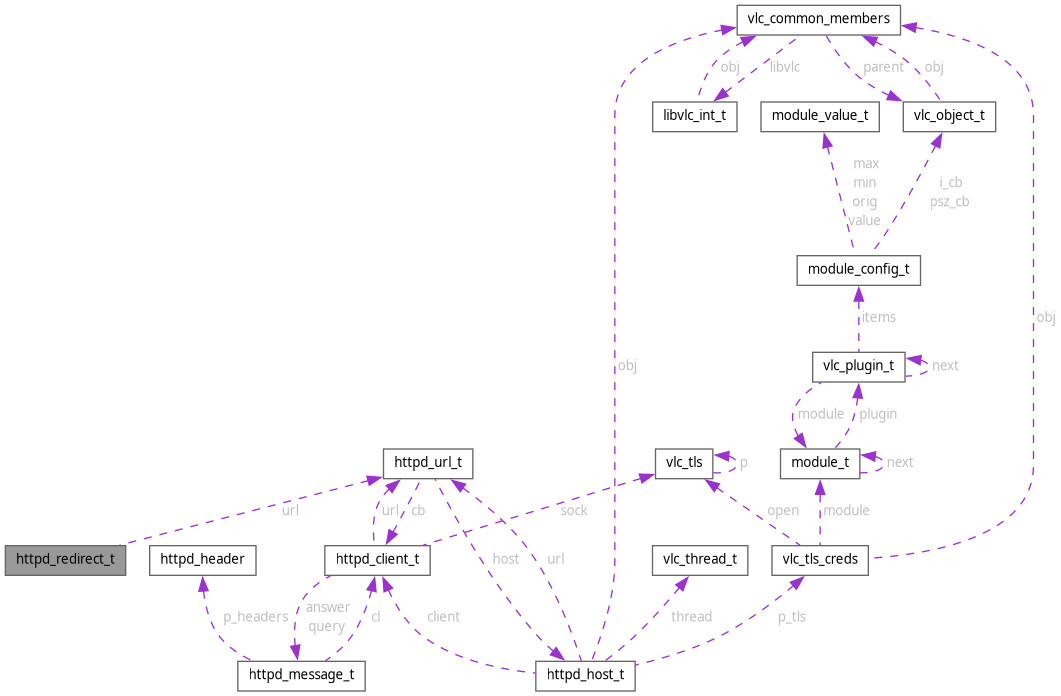 vlc_common_members
obj
libvlc
parent
obj
libvlc_int_t
module_value_t
vlc_object_t
max
min
orig
value
i_cb
psz_cb
module_config_t
items
obj
obj
vlc_plugin_t
next
module
plugin
httpd_url_t
vlc_tls
p
module_t
next
url
url
cb
sock
open
module
httpd_redirect_t
httpd_header
httpd_client_t
host
url
vlc_thread_t
vlc_tls_creds
p_headers
answer
query
cl
client
thread
p_tls
httpd_message_t
httpd_host_t